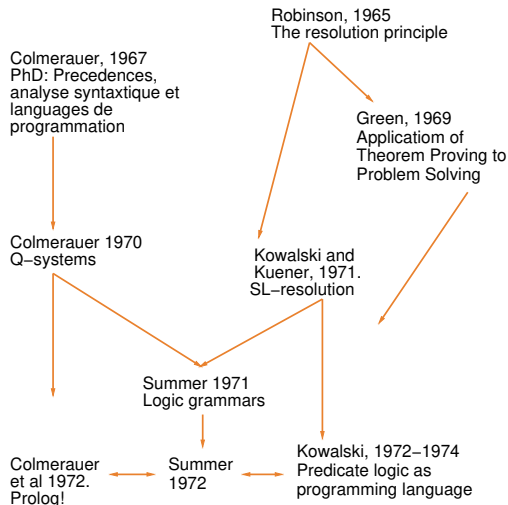 Robinson, 1965
The resolution principle
Colmerauer, 1967
PhD: Precedences,
analyse syntaxtique et
languages de
programmation
Green, 1969
Applicatiom of
Theorem Proving to
Problem Solving
Colmerauer 1970
Q−systems
Kowalski and
Kuener, 1971.
SL−resolution
Summer 1971
Logic grammars
Colmerauer
et al 1972.
Prolog!
Summer
1972
Kowalski, 1972−1974
Predicate logic as
programming language